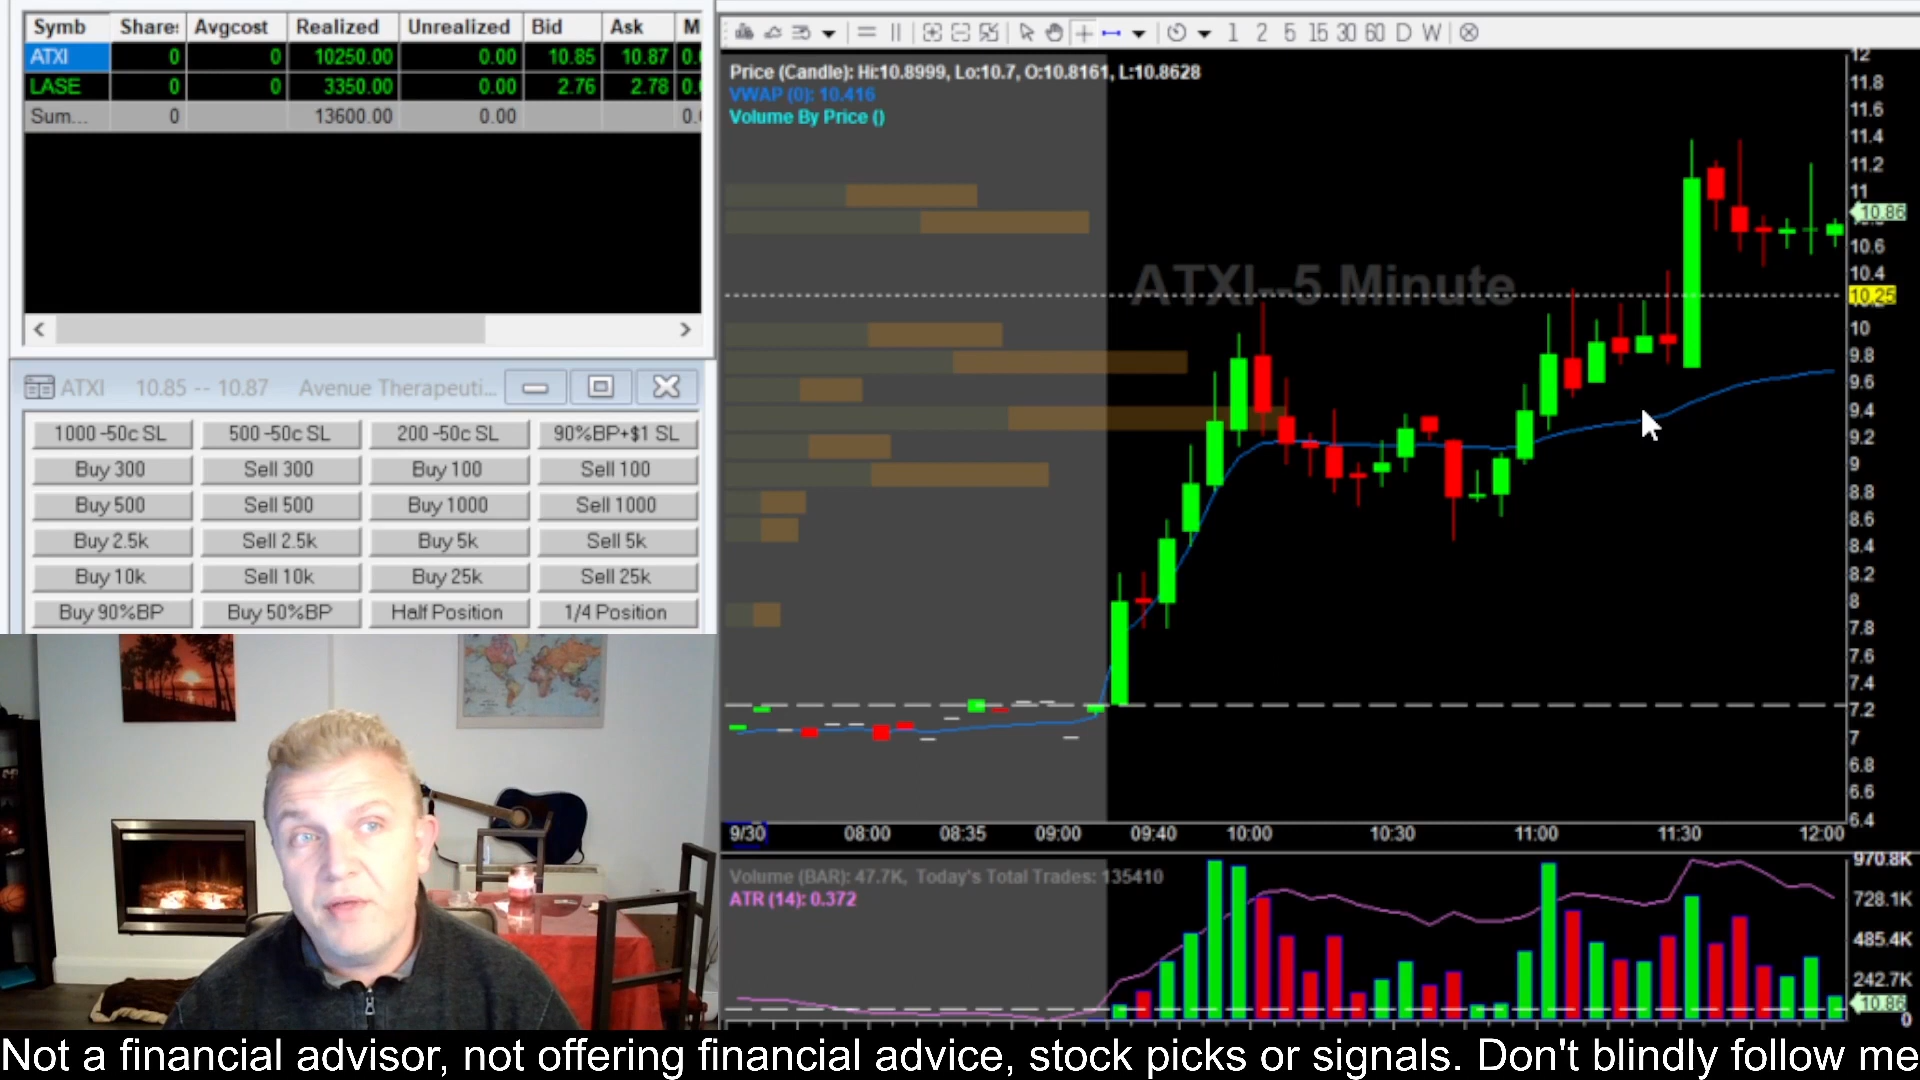 Symb Shares Avgcost Realized Unrealized Bid Ask M
ATXI 0 0 10250.00 0.00 10.85 10.87 0.
LASE 0 0 3350.00 0.00 2.76 2.78 0.
Sum... 0 13600.00 0.00 0.
ATXI 10.85 -- 10.87 Avenue Therapeuti...
1000 -50c SL 500 -50c SL 200 -50c SL 90%BP+$1 SL
Buy 300 Sell 300 Buy 100 Sell 100
Buy 500 Sell 500 Buy 1000 Sell 1000
Buy 2.5k Sell 2.5k Buy 5k Sell 5k
Buy 10k Sell 10k Buy 25k Sell 25k
Buy 90%BP Buy 50%BP Half Position 1/4 Position
1 2 5 15 30 60 D W
Price (Candle): Hi:10.8999, Lo:10.7, O:10.8161, L:10.8628
VWAP (0): 10.416
Volume By Price ()
ATXI--5 Minute
12
11.8
11.6
11.4
11.2
11
10.86
10.6
10.4
10.25
10
9.8
9.6
9.4
9.2
9
8.8
8.6
8.4
8.2
8
7.8
7.6
7.4
7.2
7
6.8
6.6
6.4
9/30 08:00 08:35 09:00 09:40 10:00 10:30 11:00 11:30 12:00
Volume (BAR): 47.7K, Today's Total Trades: 135410
ATR (14): 0.372
970.8K
728.1K
485.4K
242.7K
10.86
0
Not a financial advisor, not offering financial advice, stock picks or signals. Don't blindly follow me